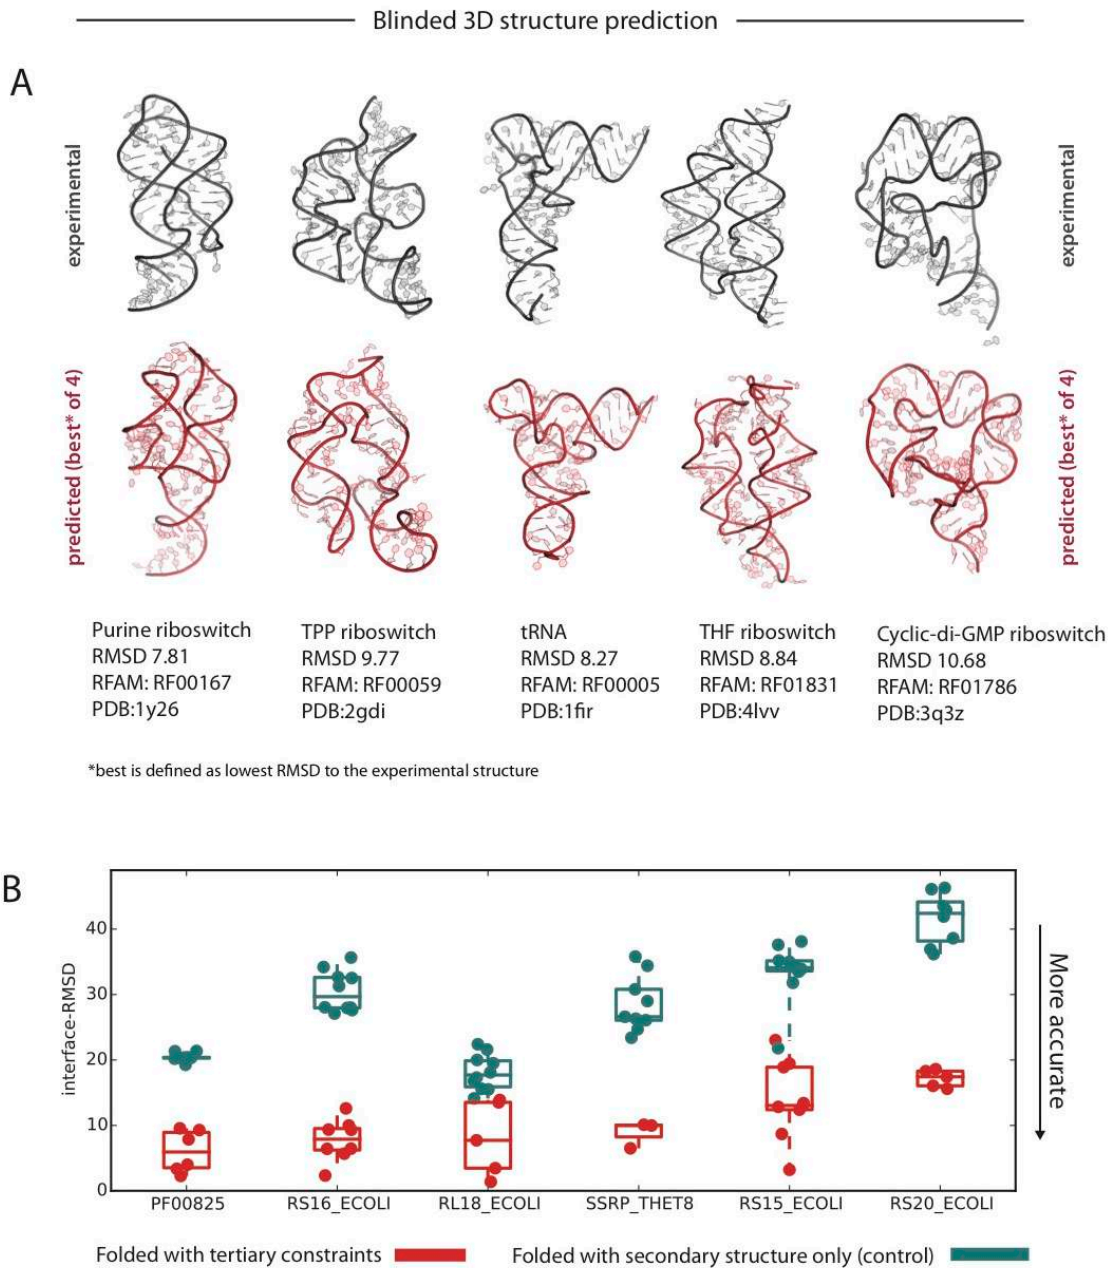 Blinded 3D structure prediction
A
experimental
experimental
predicted (best* of 4)
predicted (best* of 4)
Purine riboswitch
RMSD 7.81
RFAM: RF00167
PDB:1y26
TPP riboswitch
RMSD 9.77
RFAM: RF00059
PDB:2gdi
tRNA
RMSD 8.27
RFAM: RF00005
PDB:1fir
THF riboswitch
RMSD 8.84
RFAM: RF01831
PDB:4lvv
Cyclic-di-GMP riboswitch
RMSD 10.68
RFAM: RF01786
PDB:3q3z
*best is defined as lowest RMSD to the experimental structure
B
interface-RMSD
40
30
20
10
0
PF00825 RS16_ECOLI RL18_ECOLI SSRP_THET8 RS15_ECOLI RS20_ECOLI
More accurate
Folded with tertiary constraints Folded with secondary structure only (control)